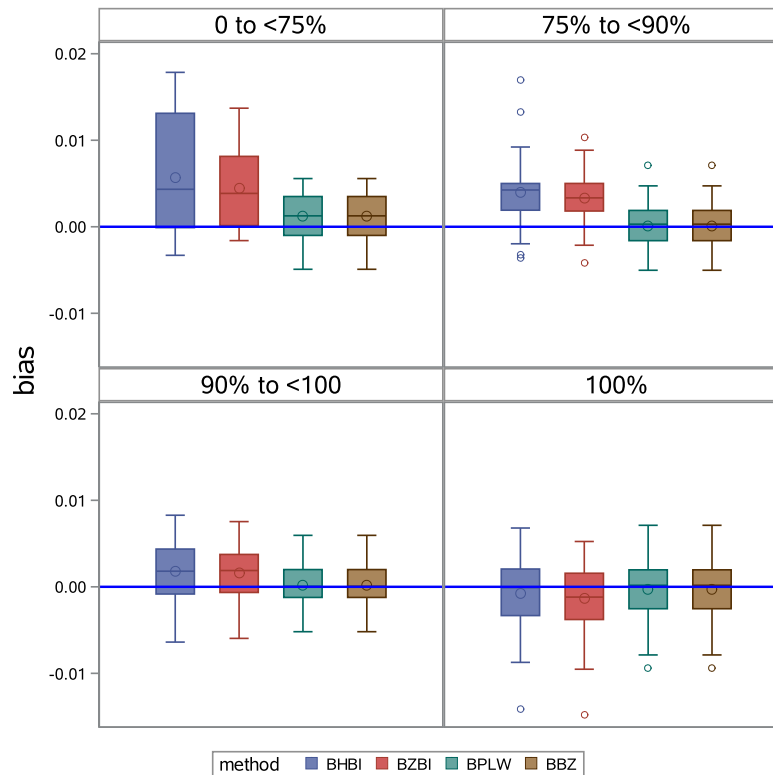 0 to <75%
75% to <90%
0.02
0.01
0.00
-0.01
bias
90% to <100
100%
0.02
0.01
0.00
-0.01
method BHBI BZBI BPLW BBZ